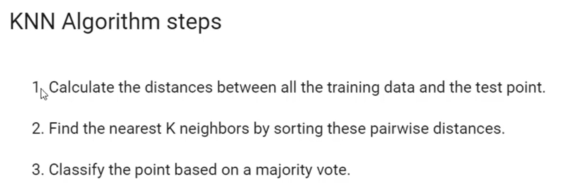 KNN Algorithm steps
1. Calculate the distances between all the training data and the test point.
2. Find the nearest K neighbors by sorting these pairwise distances.
3. Classify the point based on a majority vote.